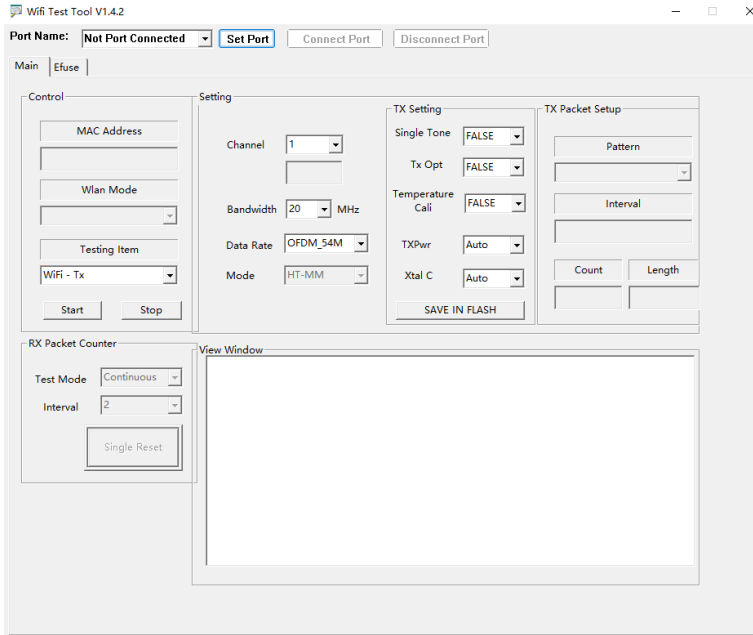 Wifi Test Tool V1.4.2
Port Name: Not Port Connected Set Port Connect Port Disconnect Port
Main Efuse
Control
MAC Address
Wlan Mode
Testing Item
WiFi - Tx
Start Stop
Setting
Channel 1
Bandwidth 20 MHz
Data Rate OFDM_54M
Mode HT-MM
TX Setting
Single Tone FALSE
Tx Opt FALSE
Temperature
Cali FALSE
TXPwr Auto
Xtal C Auto
SAVE IN FLASH
TX Packet Setup
Pattern
Interval
Count Length
RX Packet Counter
Test Mode Continuous
Interval 2
Single Reset
View Window